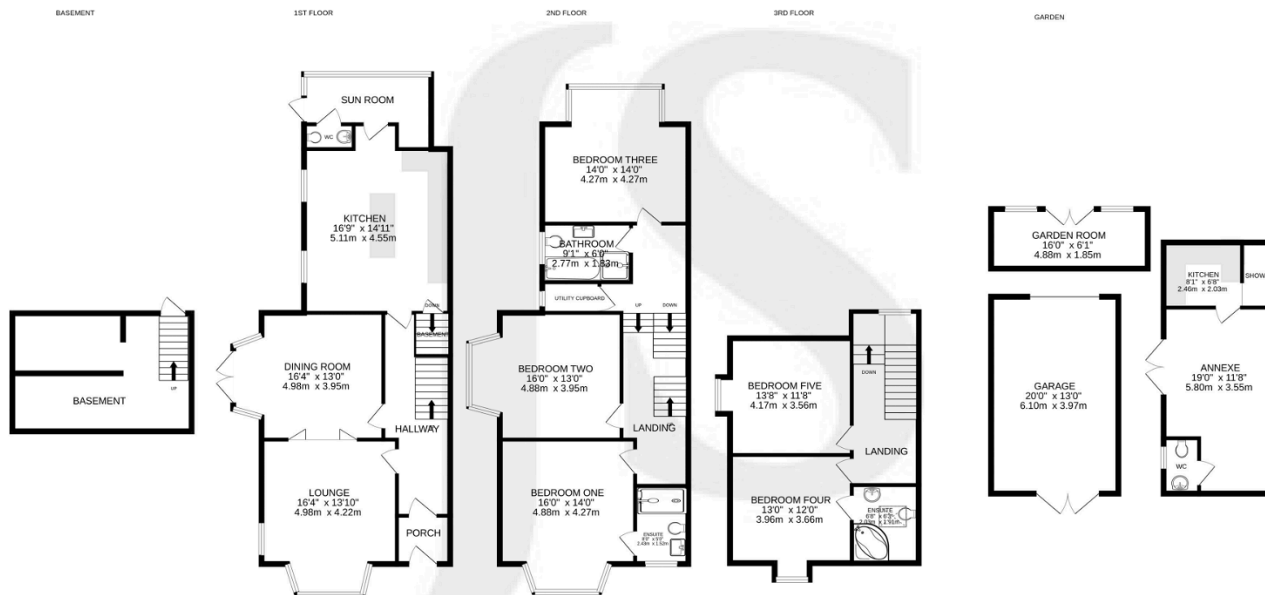 BASEMENT
1ST FLOOR
2ND FLOOR
3RD FLOOR
GARDEN
BASEMENT
UP
SUN ROOM
WC
KITCHEN
16'9" x 14'11"
5.11m x 4.55m
DOWN
BASEMENT
DINING ROOM
16'4" x 13'0"
4.98m x 3.95m
HALLWAY
LOUNGE
16'4" x 13'10"
4.98m x 4.22m
PORCH
BEDROOM THREE
14'0" x 14'0"
4.27m x 4.27m
BATHROOM
9'1" x 6'0"
2.77m x 1.83m
UTILITY CUPBOARD
UP
DOWN
BEDROOM TWO
16'0" x 13'0"
4.88m x 3.95m
LANDING
BEDROOM ONE
16'0" x 14'0"
4.88m x 4.27m
ENSUITE
BEDROOM FIVE
13'8" x 11'8"
4.17m x 3.56m
DOWN
LANDING
BEDROOM FOUR
13'0" x 12'0"
3.96m x 3.66m
ENSUITE
GARDEN ROOM
16'0" x 6'1"
4.88m x 1.85m
GARAGE
20'0" x 13'0"
6.10m x 3.97m
KITCHEN
8'1" x 6'8"
2.46m x 2.03m
SHOW
ANNEXE
19'0" x 11'8"
5.80m x 3.55m
WC